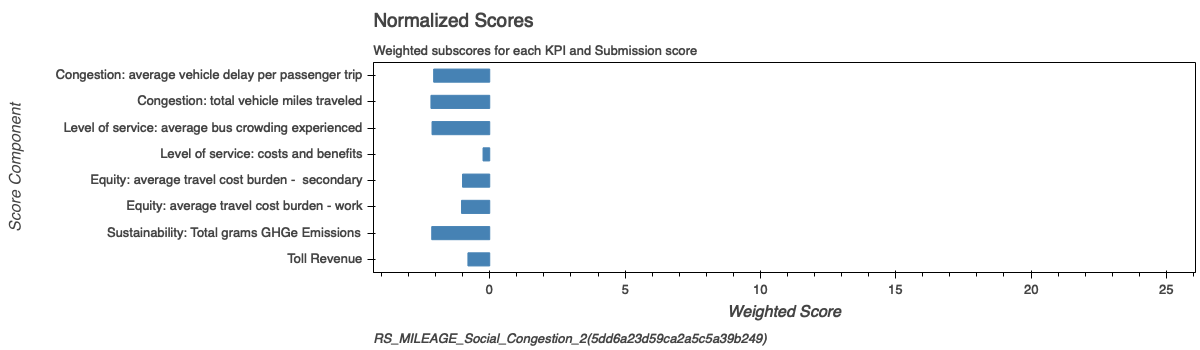 Normalized Scores
Weighted subscores for each KPI and Submission score
Score Component
Congestion: average vehicle delay per passenger trip
Congestion: total vehicle miles traveled
Level of service: average bus crowding experienced
Level of service: costs and benefits
Equity: average travel cost burden -  secondary
Equity: average travel cost burden - work
Sustainability: Total grams GHGe Emissions
Toll Revenue
0 5 10 15 20 25
Weighted Score
RS_MILEAGE_Social_Congestion_2(5dd6a23d59ca2a5c5a39b249)